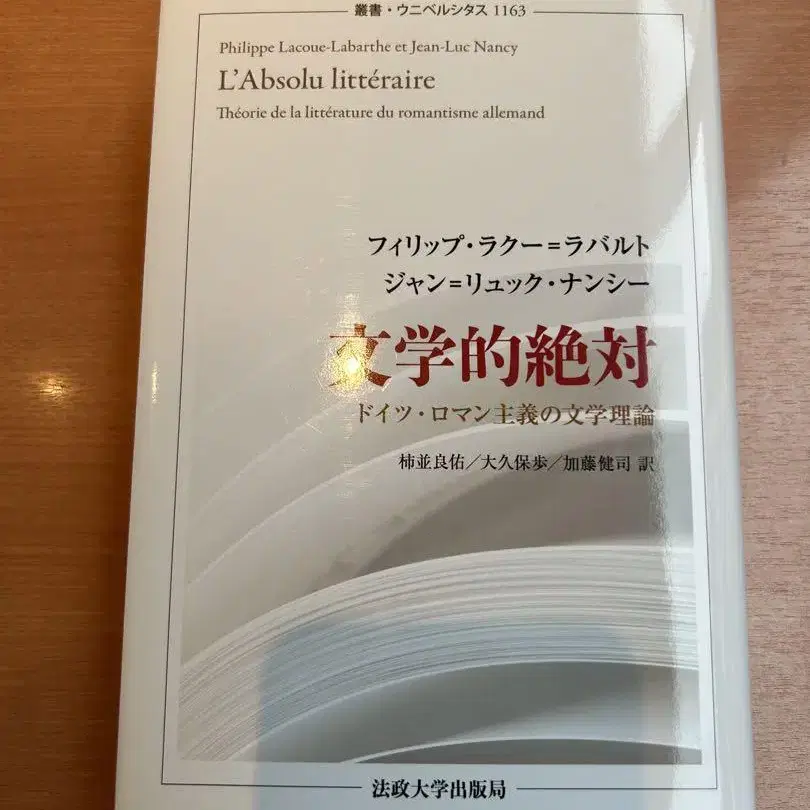 叢書・ウニベルシタス 1163
Philippe Lacoue-Labarthe et Jean-Luc Nancy
L'Absolu littéraire
Théorie de la littérature du romantisme allemand
フィリップ・ラクー=ラバルト
ジャン=リュック・ナンシー
文学的絶対
ドイツ・ロマン主義の文学理論
柿並良佑/大久保歩/加藤健司 訳
法政大学出版局